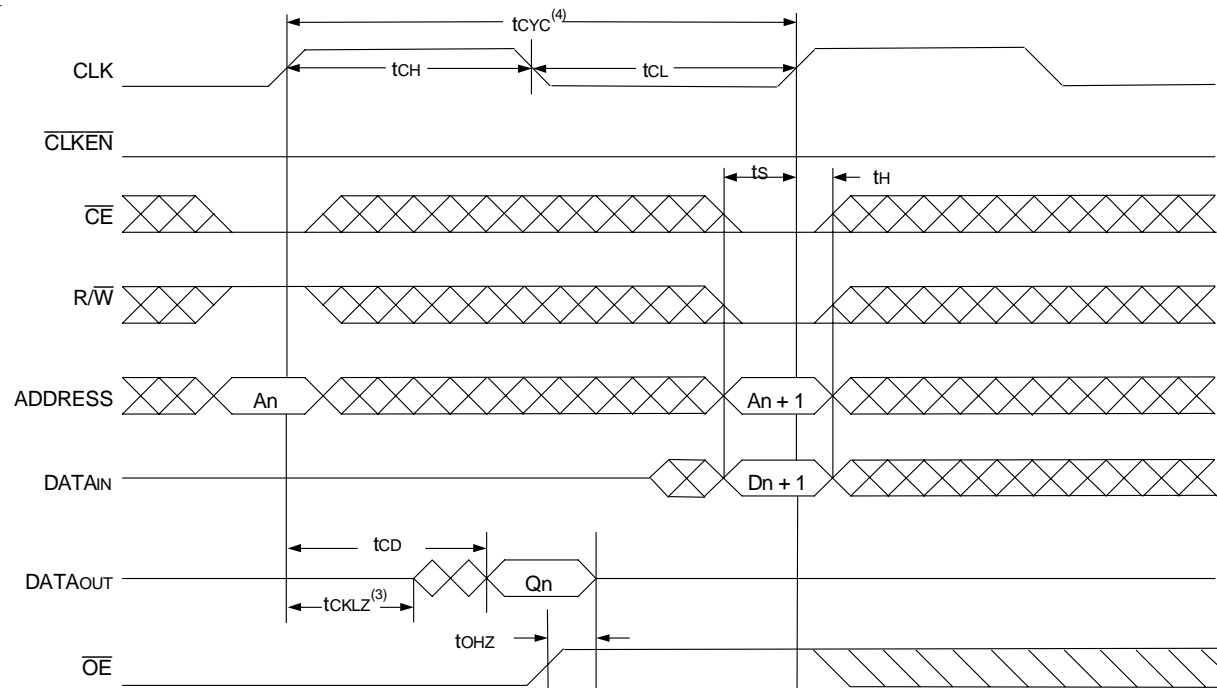 tCYC(4)
CLK
tCH
tCL
CLKEN
tS
tH
CE
R/W
ADDRESS
An
An + 1
DATAIN
Dn + 1
tCD
DATAOUT
Qn
tCKLZ(3)
tOHZ
OE